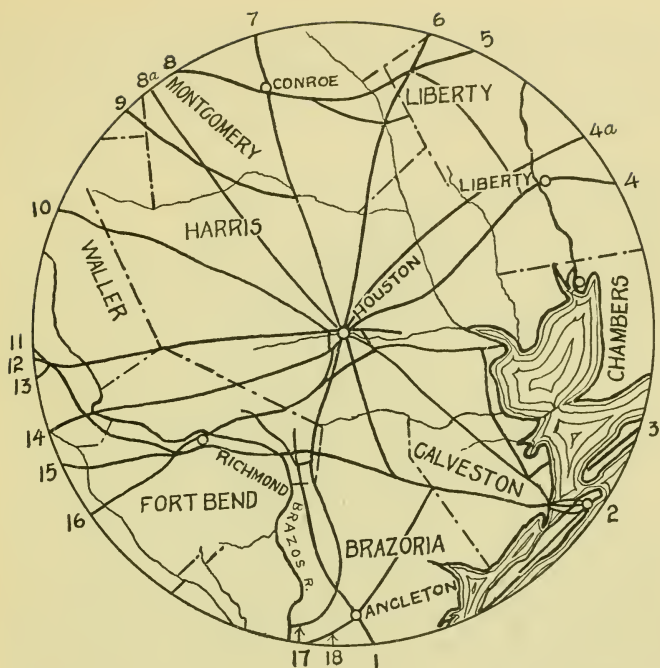 7
6
5
8
8a
9
MONTGOMERY
CONROE
LIBERTY
4a
LIBERTY
4
10
HARRIS
WALLER
HOUSTON
CHAMBERS
11
12
13
14
15
16
3
GALVESTON
RICHMOND
FORT BEND
BRAZOS R.
2
BRAZORIA
ANGLETON
17
18
1